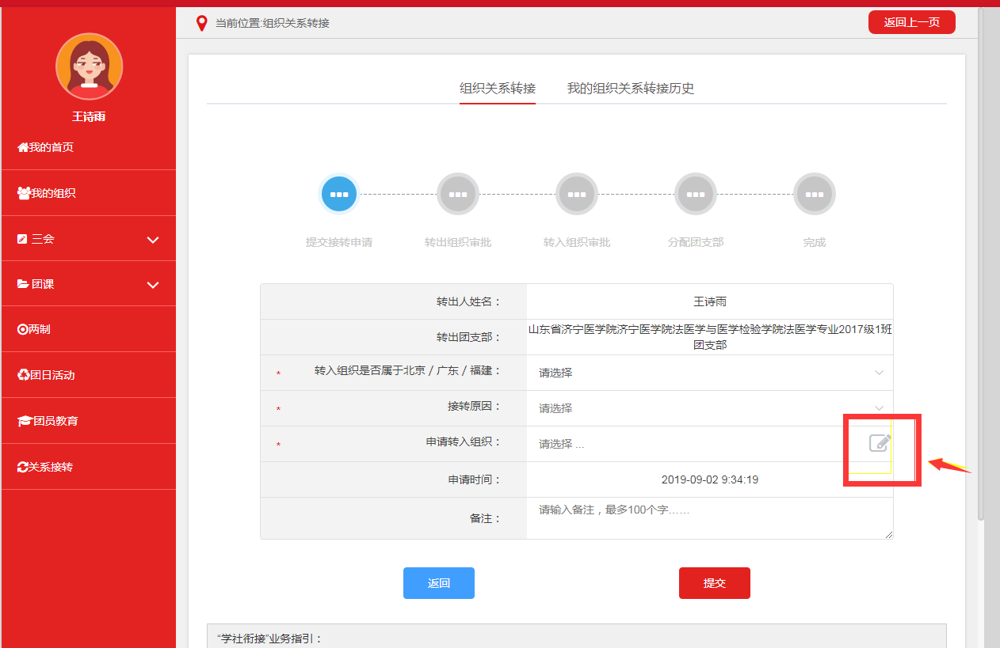 当前位置:组织关系转接
返回上一页
王诗雨
我的首页
我的组织
三会
团课
两制
团日活动
团员教育
关系接转
组织关系转接
我的组织关系转接历史
提交接转申请
转出组织审批
转入组织审批
分配团支部
完成
转出人姓名：
王诗雨
转出团支部：
山东省济宁医学院济宁医学院法医学与医学检验学院法医学专业2017级1班
团支部
* 转入组织是否属于北京／广东／福建：
请选择
* 接转原因：
请选择
* 申请转入组织：
请选择 ...
申请时间：
2019-09-02 9:34:19
备注：
请输入备注，最多100个字……
返回
提交
“学社衔接”业务指引：